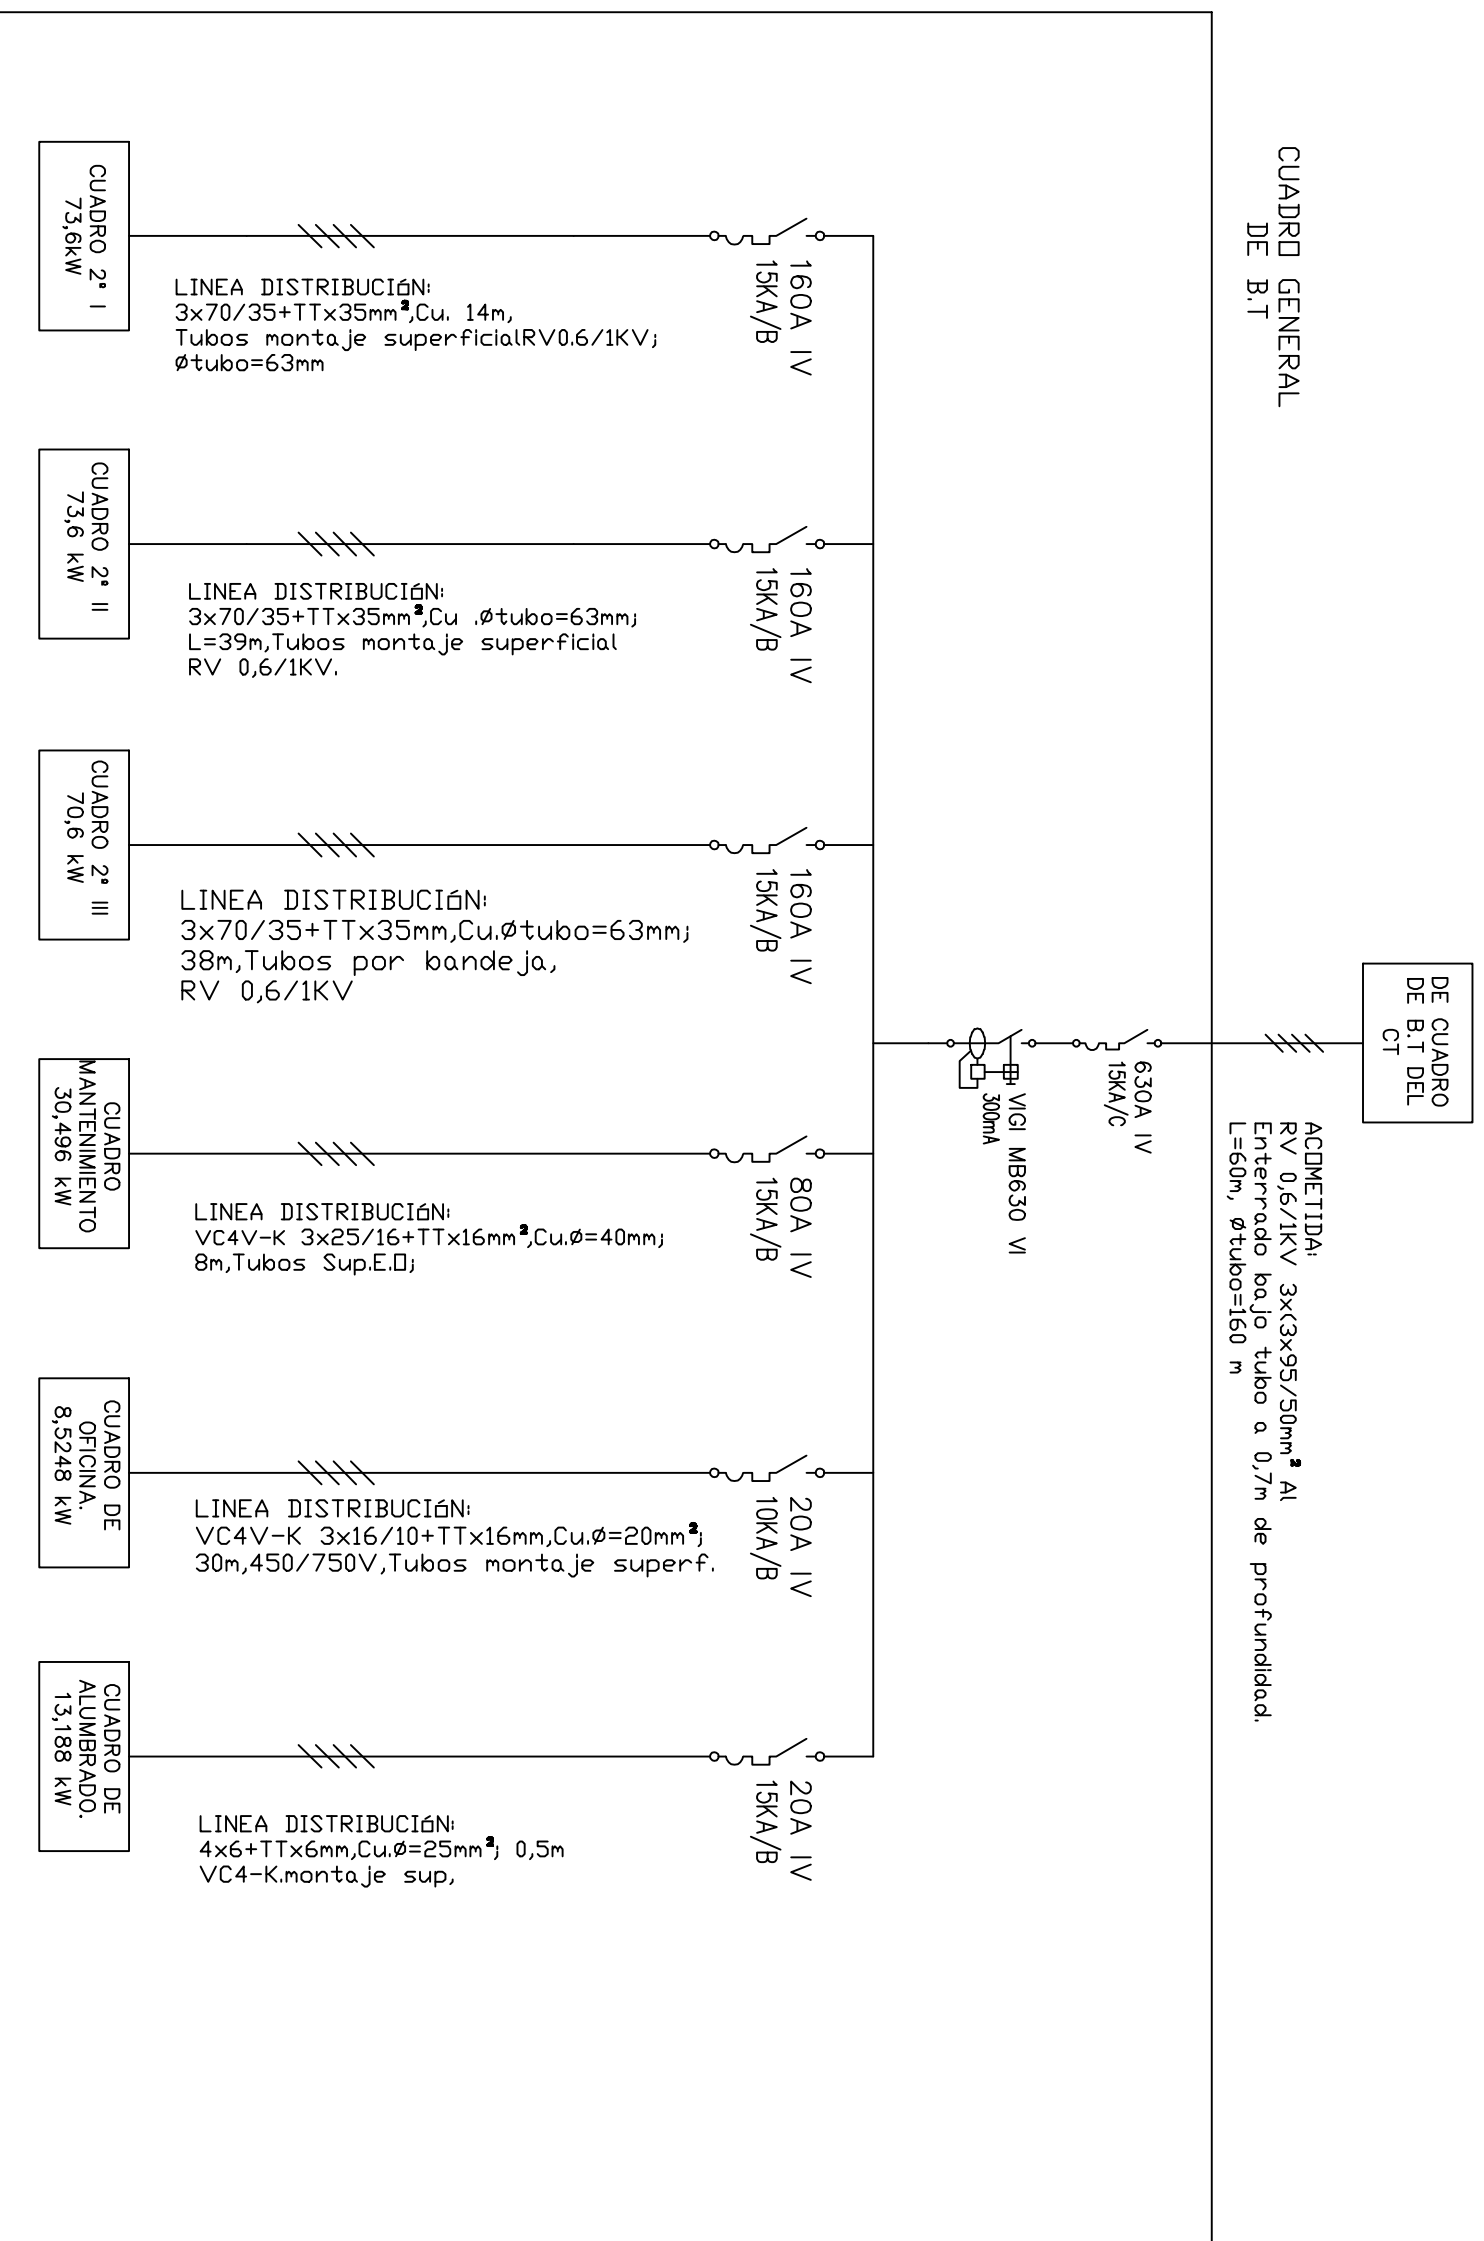 CUADRO GENERAL
DE B.T
DE CUADRO
DE B.T DEL
CT
ACOMETIDA:
RV 0,6/1KV 3x(3x95/50mm² Al
Enterrado bajo tubo a 0,7m de profundidad.
L=60m, Øtubo=160 m
630A IV
15KA/C
VIGI MB630 VI
300mA
160A IV
15KA/B
LINEA DISTRIBUCIóN:
3x70/35+TTx35mm²,Cu. 14m,
Tubos montaje superficialRV0.6/1KV;
Øtubo=63mm
CUADRO 2º I
73,6kW
160A IV
15KA/B
LINEA DISTRIBUCIóN:
3x70/35+TTx35mm²,Cu .Øtubo=63mm;
L=39m,Tubos montaje superficial
RV 0,6/1KV.
CUADRO 2º II
73,6 kW
160A IV
15KA/B
LINEA DISTRIBUCIóN:
3x70/35+TTx35mm,Cu.Øtubo=63mm;
38m,Tubos por bandeja,
RV 0,6/1KV
CUADRO 2º III
70,6 kW
80A IV
15KA/B
LINEA DISTRIBUCIóN:
VC4V-K 3x25/16+TTx16mm²,Cu.Ø=40mm;
8m,Tubos Sup.E.O;
CUADRO
MANTENIMIENTO
30,496 kW
20A IV
10KA/B
LINEA DISTRIBUCIóN:
VC4V-K 3x16/10+TTx16mm,Cu.Ø=20mm²;
30m,450/750V,Tubos montaje superf.
CUADRO DE
OFICINA.
8,5248 kW
20A IV
15KA/B
LINEA DISTRIBUCIóN:
4x6+TTx6mm,Cu.Ø=25mm²; 0,5m
VC4-K.montaje sup,
CUADRO DE
ALUMBRADO.
13,188 kW